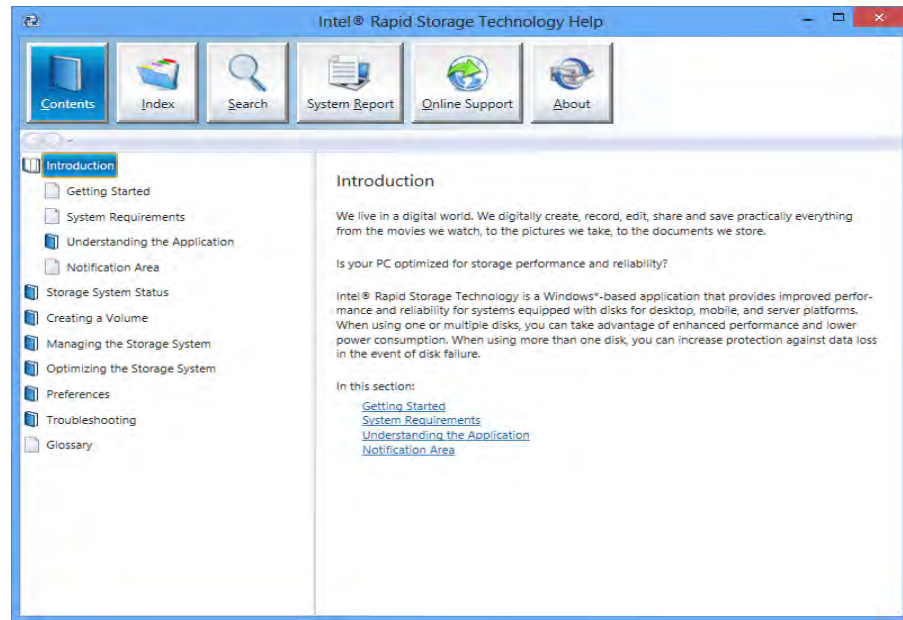 Intel® Rapid Storage Technology Help
Contents
Index
Search
System Report
Online Support
About
Introduction
Getting Started
System Requirements
Understanding the Application
Notification Area
Storage System Status
Creating a Volume
Managing the Storage System
Optimizing the Storage System
Preferences
Troubleshooting
Glossary
Introduction
We live in a digital world. We digitally create, record, edit, share and save practically everything
from the movies we watch, to the pictures we take, to the documents we store.
Is your PC optimized for storage performance and reliability?
Intel® Rapid Storage Technology is a Windows*-based application that provides improved perfor-
mance and reliability for systems equipped with disks for desktop, mobile, and server platforms.
When using one or multiple disks, you can take advantage of enhanced performance and lower
power consumption. When using more than one disk, you can increase protection against data loss
in the event of disk failure.
In this section:
Getting Started
System Requirements
Understanding the Application
Notification Area